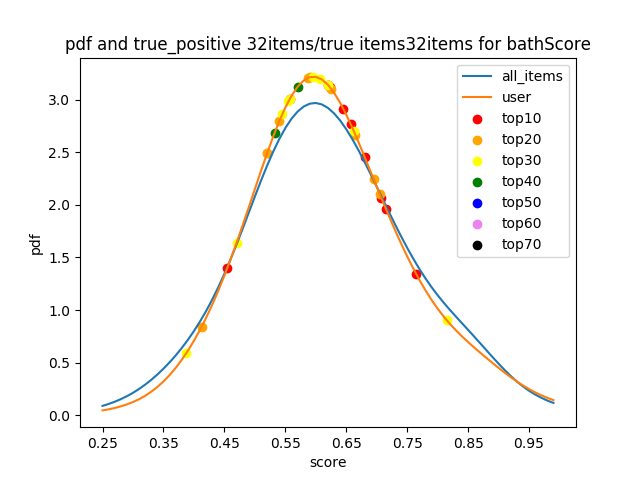 pdf and true_positive 32items/true items32items for bathScore
all_items
user
top10
top20
top30
top40
top50
top60
top70
pdf
3.0
2.5
2.0
1.5
1.0
0.5
0.0
0.25 0.35 0.45 0.55 0.65 0.75 0.85 0.95
score